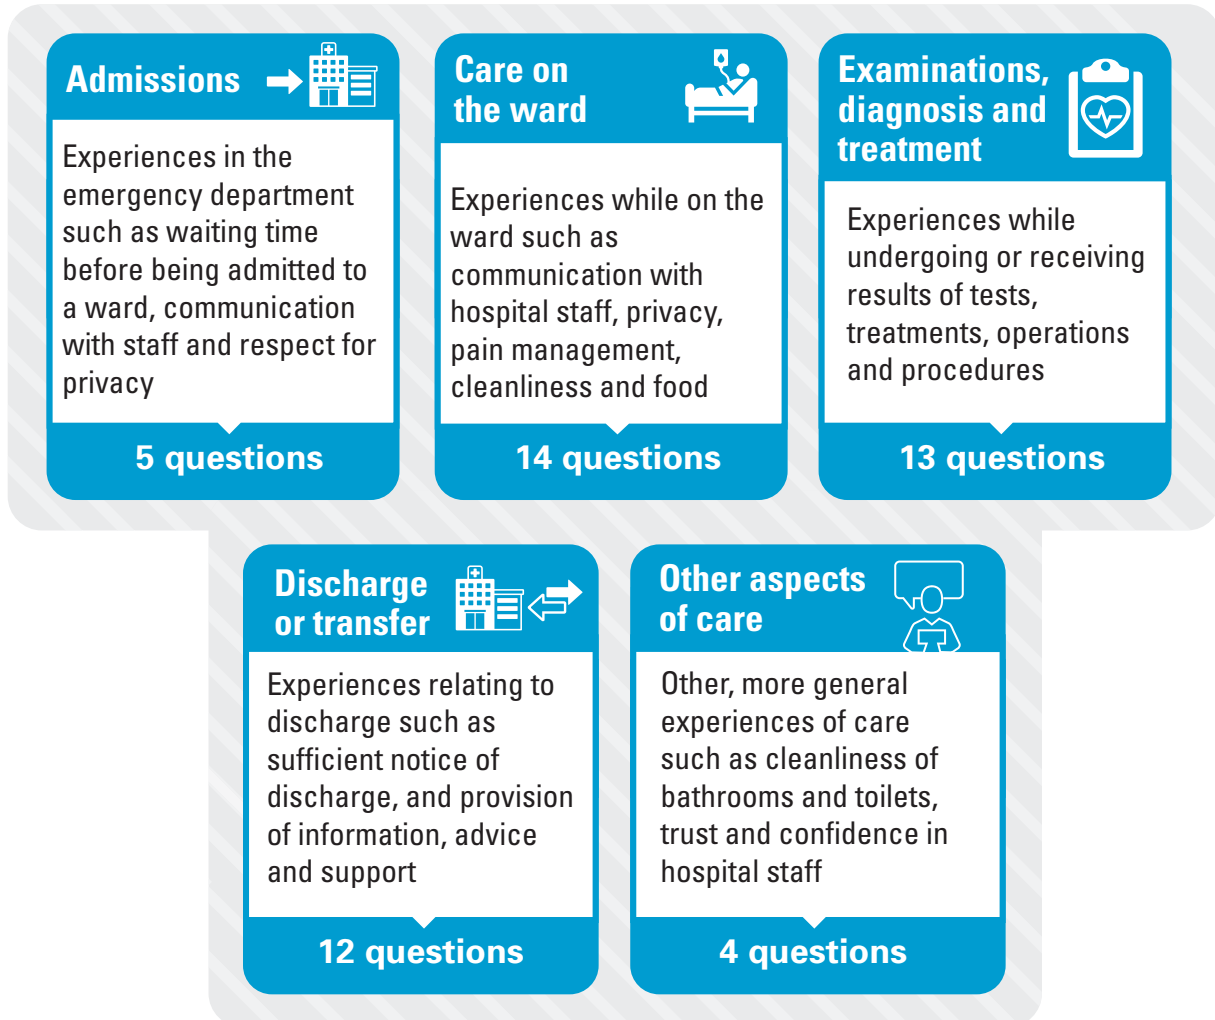 Admissions
Experiences in the
emergency department
such as waiting time
before being admitted to
a ward, communication
with staff and respect for
privacy
5 questions
Care on
the ward
Experiences while on the
ward such as
communication with
hospital staff, privacy,
pain management,
cleanliness and food
14 questions
Examinations,
diagnosis and
treatment
Experiences while
undergoing or receiving
results of tests,
treatments, operations
and procedures
13 questions
Discharge
or transfer
Experiences relating to
discharge such as
sufficient notice of
discharge, and provision
of information, advice
and support
12 questions
Other aspects
of care
Other, more general
experiences of care
such as cleanliness of
bathrooms and toilets,
trust and confidence in
hospital staff
4 questions